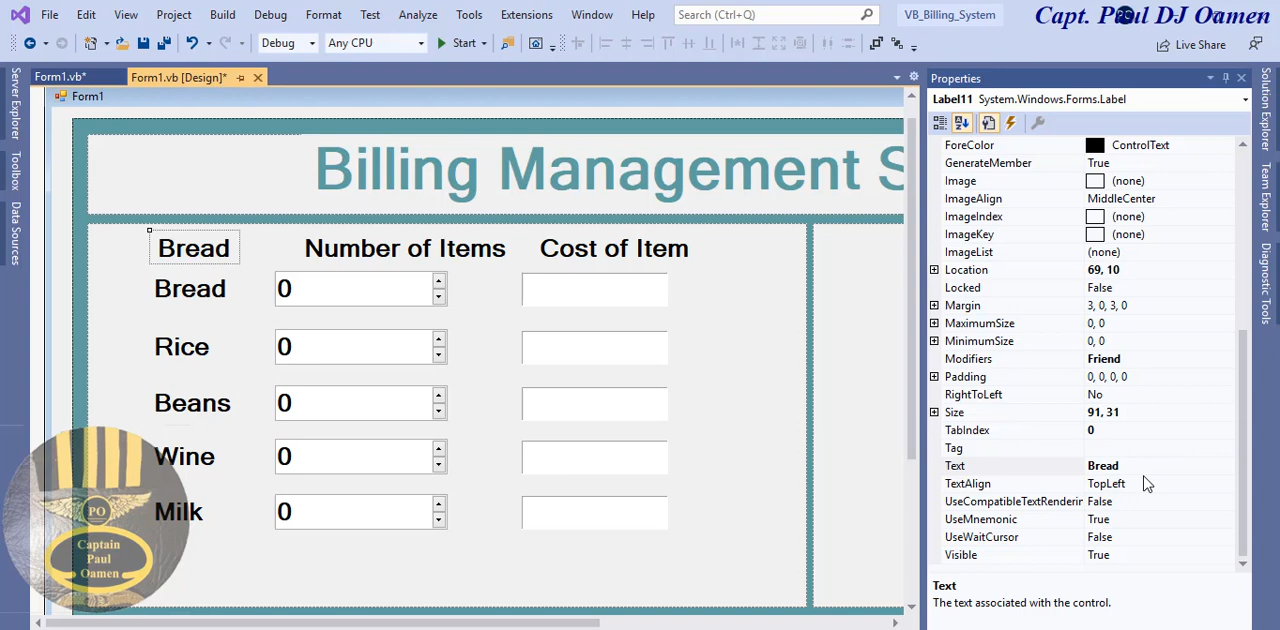 File Edit View Project Build Debug Format Test Analyze Tools Extensions Window Help Search (Ctrl+Q) VB_Billing_System Capt. Paul DJ Oamen
Debug Any CPU Start Live Share
Form1.vb* Form1.vb [Design]* Properties
Form1
Label11 System.Windows.Forms.Label
Server Explorer
Toolbox
Data Sources
Billing Management S
Bread Number of Items Cost of Item
Bread 0
Rice 0
Beans 0
Wine 0
Milk 0
PO
Captain
Paul
Oamen
ForeColor ControlText
GenerateMember True
Image (none)
ImageAlign MiddleCenter
ImageIndex (none)
ImageKey (none)
ImageList (none)
Location 69, 10
Locked False
Margin 3, 0, 3, 0
MaximumSize 0, 0
MinimumSize 0, 0
Modifiers Friend
Padding 0, 0, 0, 0
RightToLeft No
Size 91, 31
TabIndex 0
Tag
Text Bread
TextAlign TopLeft
UseCompatibleTextRenderin False
UseMnemonic True
UseWaitCursor False
Visible True
Text
The text associated with the control.
Solution Explorer
Team Explorer
Diagnostic Tools